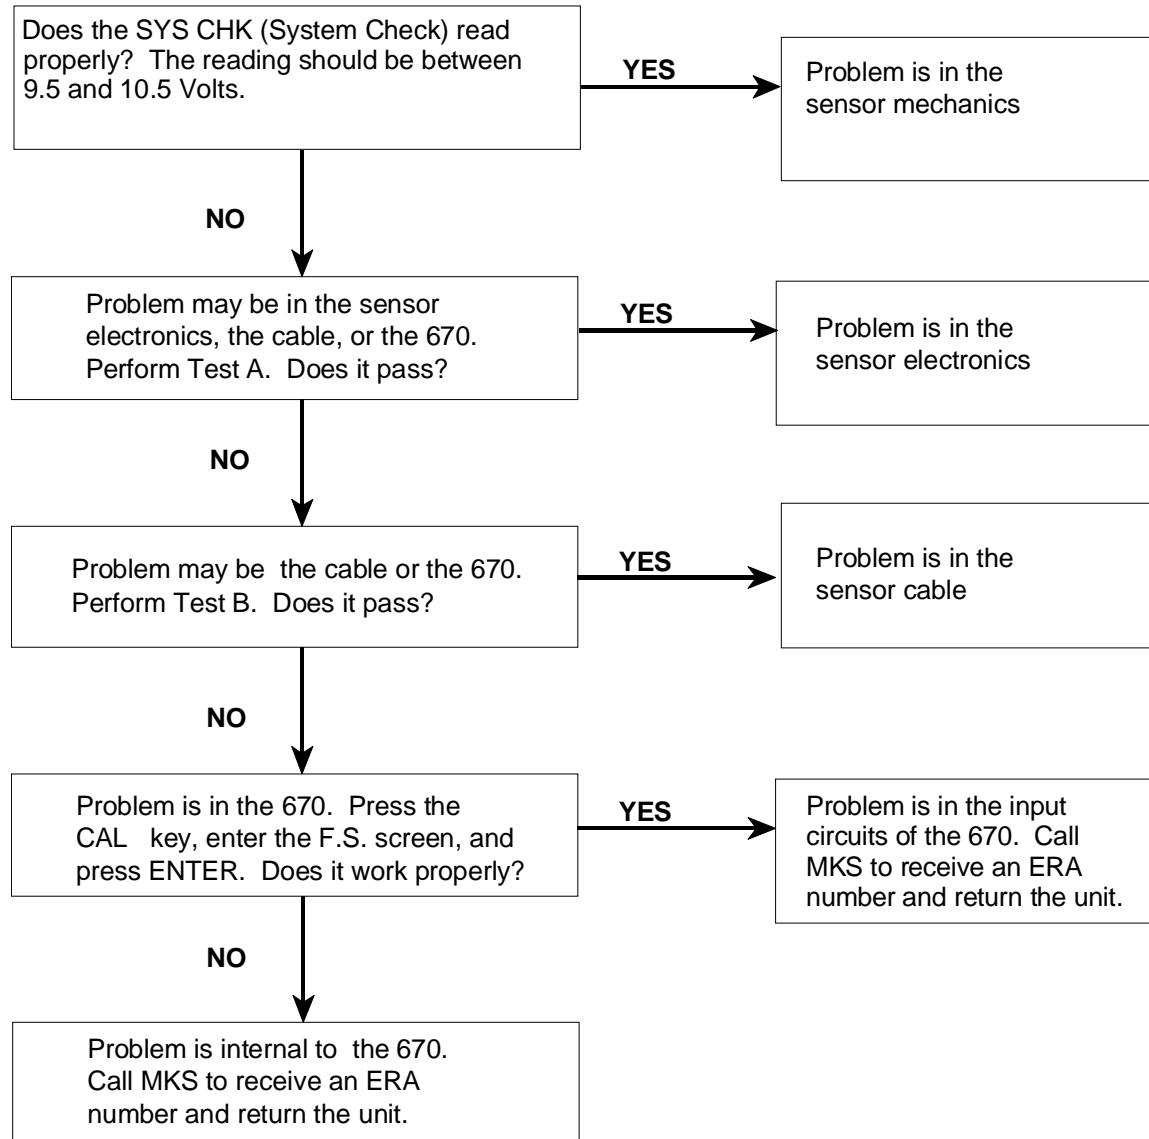 Does the SYS CHK (System Check) read
properly? The reading should be between
9.5 and 10.5 Volts.
YES
Problem is in the
sensor mechanics
NO
Problem may be in the sensor
electronics, the cable, or the 670.
Perform Test A. Does it pass?
YES
Problem is in the
sensor electronics
NO
Problem may be the cable or the 670.
Perform Test B. Does it pass?
YES
Problem is in the
sensor cable
NO
Problem is in the 670. Press the
CAL key, enter the F.S. screen, and
press ENTER. Does it work properly?
YES
Problem is in the input
circuits of the 670. Call
MKS to receive an ERA
number and return the unit.
NO
Problem is internal to the 670.
Call MKS to receive an ERA
number and return the unit.